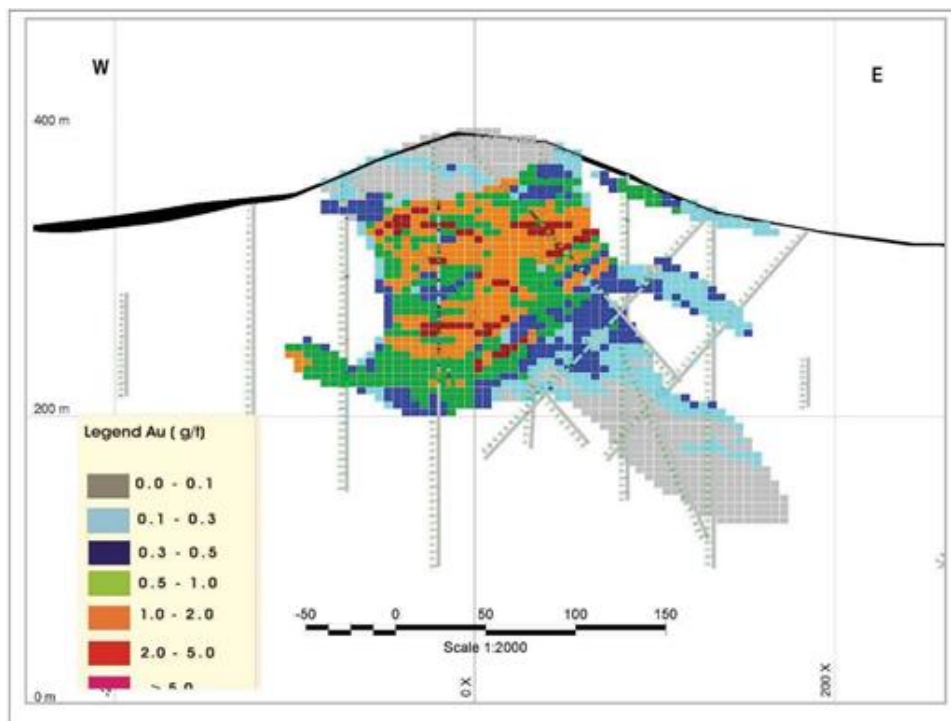 W
E
400 m
200 m
Legend Au ( g/t)
0.0 - 0.1
0.1 - 0.3
0.3 - 0.5
0.5 - 1.0
1.0 - 2.0
2.0 - 5.0
> 5.0
-50 0 50 100 150
Scale 1:2000
0 m
0 X
200 X